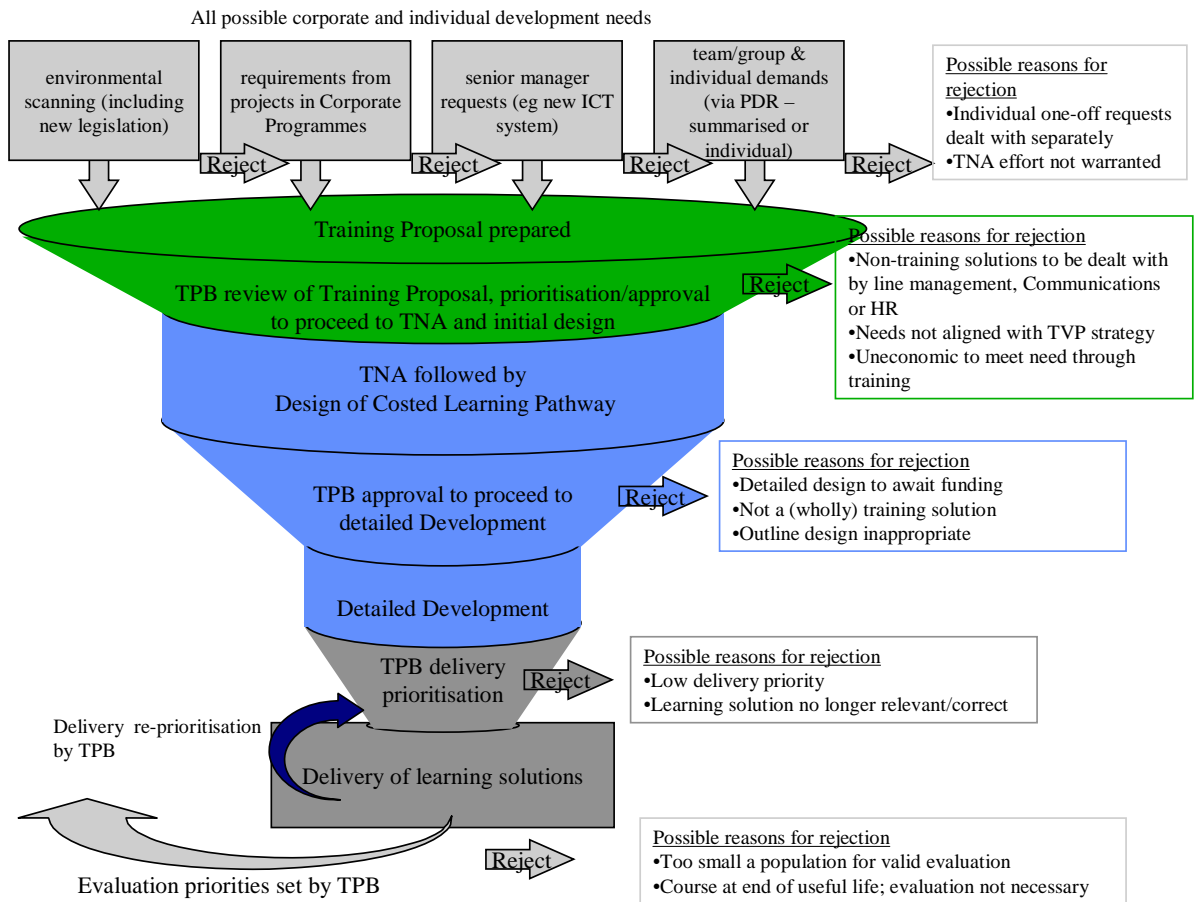 All possible corporate and individual development needs
environmental
scanning (including
new legislation)
requirements from
projects in Corporate
Programmes
senior manager
requests (eg new ICT
system)
team/group &
individual demands
(via PDR –
summarised or
individual)
Reject
Reject
Reject
Reject
Possible reasons for
rejection
•Individual one-off requests
dealt with separately
•TNA effort not warranted
Training Proposal prepared
TPB review of Training Proposal, prioritisation/approval
to proceed to TNA and initial design
Reject
Possible reasons for rejection
•Non-training solutions to be dealt with
by line management, Communications
or HR
•Needs not aligned with TVP strategy
•Uneconomic to meet need through
training
TNA followed by
Design of Costed Learning Pathway
TPB approval to proceed to
detailed Development
Reject
Possible reasons for rejection
•Detailed design to await funding
•Not a (wholly) training solution
•Outline design inappropriate
Detailed Development
TPB delivery
prioritisation
Reject
Possible reasons for rejection
•Low delivery priority
•Learning solution no longer relevant/correct
Delivery re-prioritisation
by TPB
Delivery of learning solutions
Evaluation priorities set by TPB
Reject
Possible reasons for rejection
•Too small a population for valid evaluation
•Course at end of useful life; evaluation not necessary